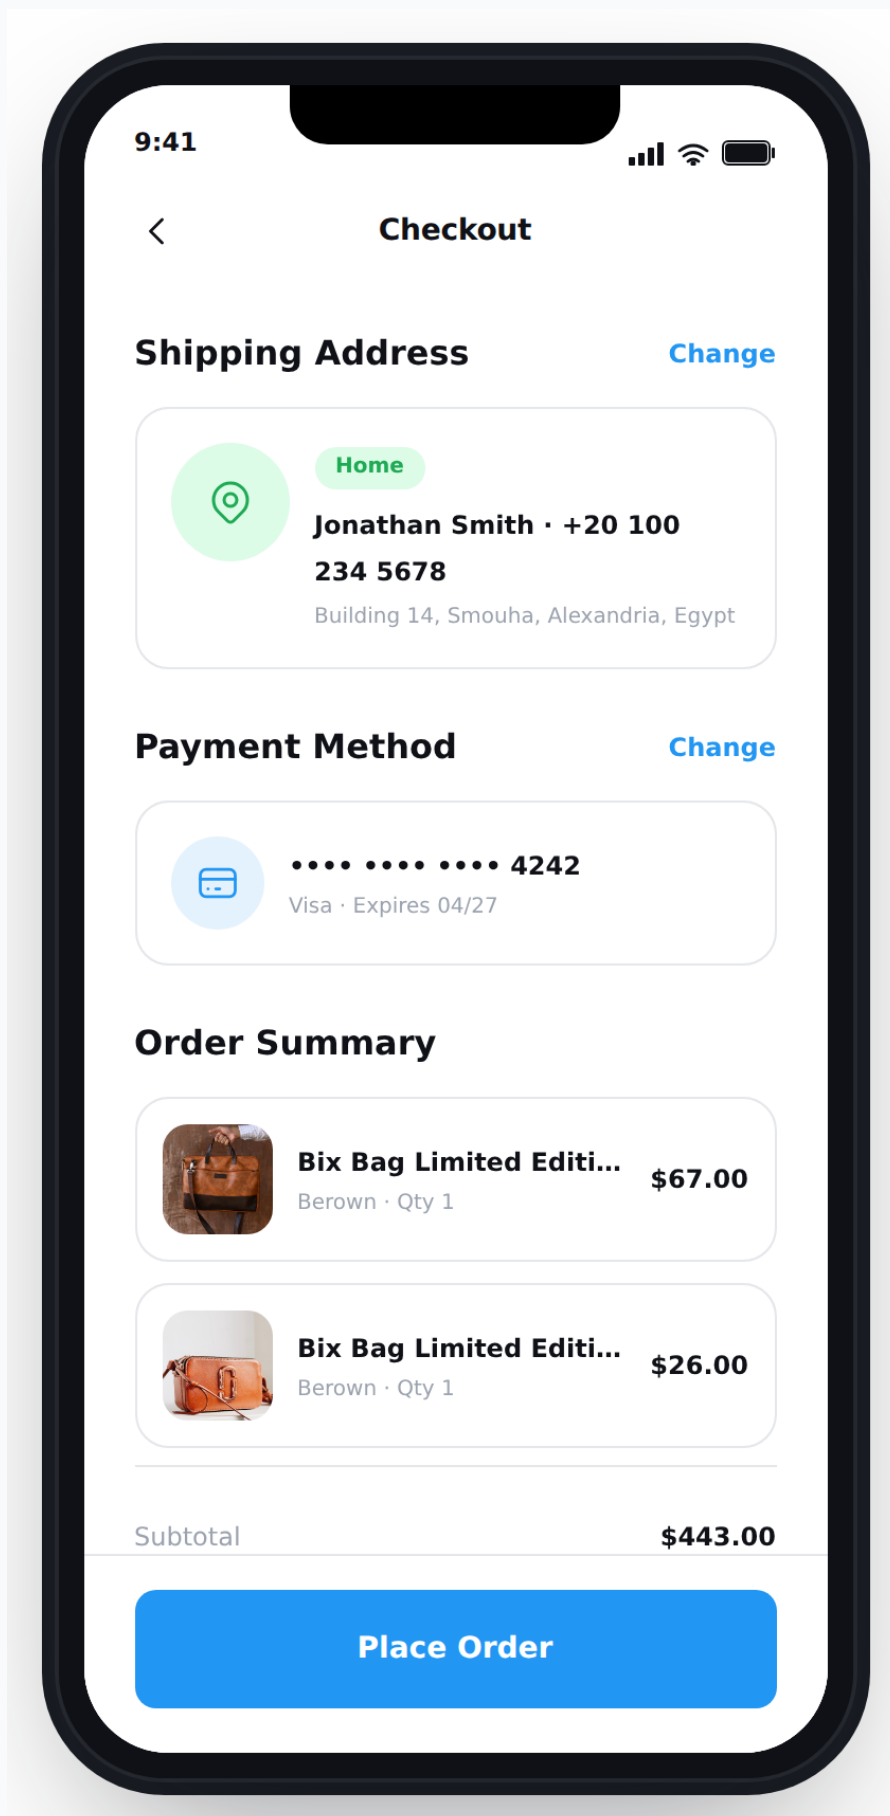 9:41
Checkout
Shipping Address
Change
Home
Jonathan Smith · +20 100
234 5678
Building 14, Smouha, Alexandria, Egypt
Payment Method
Change
•••• •••• •••• 4242
Visa · Expires 04/27
Order Summary
Bix Bag Limited Editi...
Berown · Qty 1
$67.00
Bix Bag Limited Editi...
Berown · Qty 1
$26.00
Subtotal
$443.00
Place Order